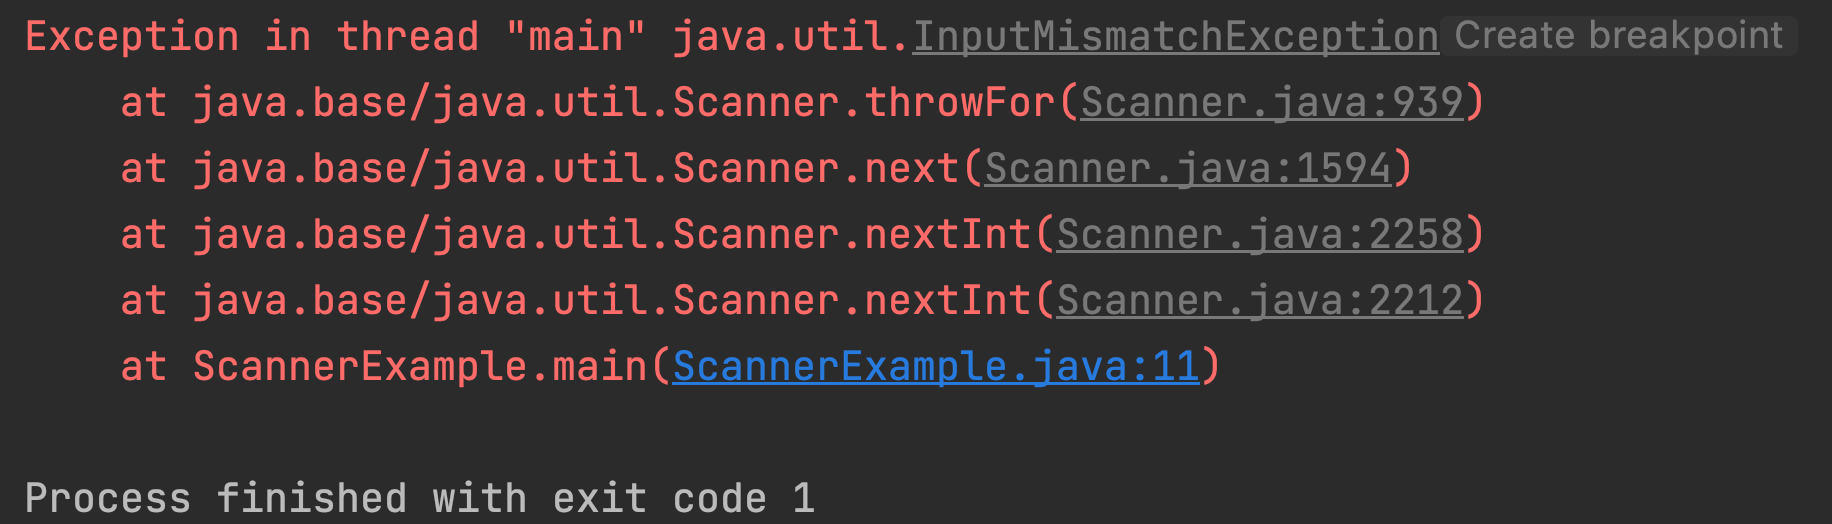 Exception in thread "main" java.util.InputMismatchException Create breakpoint
at java.base/java.util.Scanner.throwFor(Scanner.java:939)
at java.base/java.util.Scanner.next(Scanner.java:1594)
at java.base/java.util.Scanner.nextInt(Scanner.java:2258)
at java.base/java.util.Scanner.nextInt(Scanner.java:2212)
at ScannerExample.main(ScannerExample.java:11)
Process finished with exit code 1